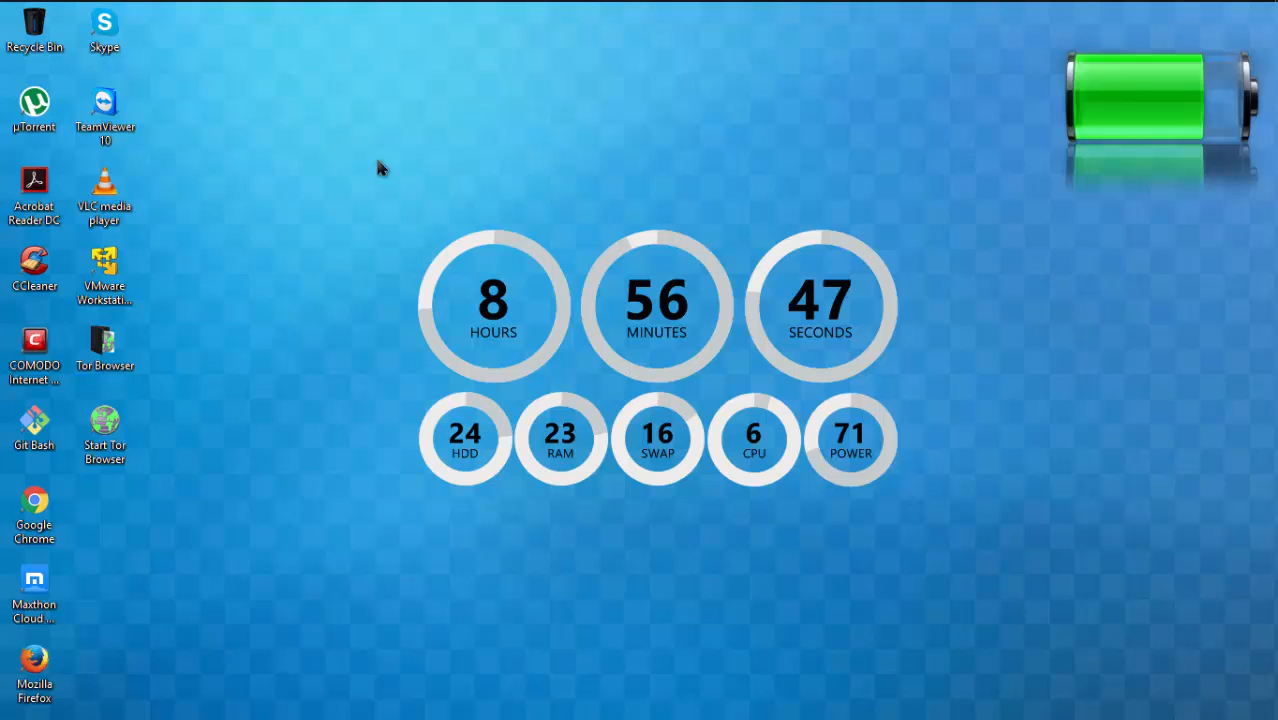 Recycle Bin
Skype
µTorrent
TeamViewer
10
Acrobat
Reader DC
VLC media
player
CCleaner
VMware
Workstati...
COMODO
Internet ...
Tor Browser
Git Bash
Start Tor
Browser
Google
Chrome
Maxthon
Cloud ...
Mozilla
Firefox
8
HOURS
56
MINUTES
47
SECONDS
24
HDD
23
RAM
16
SWAP
6
CPU
71
POWER